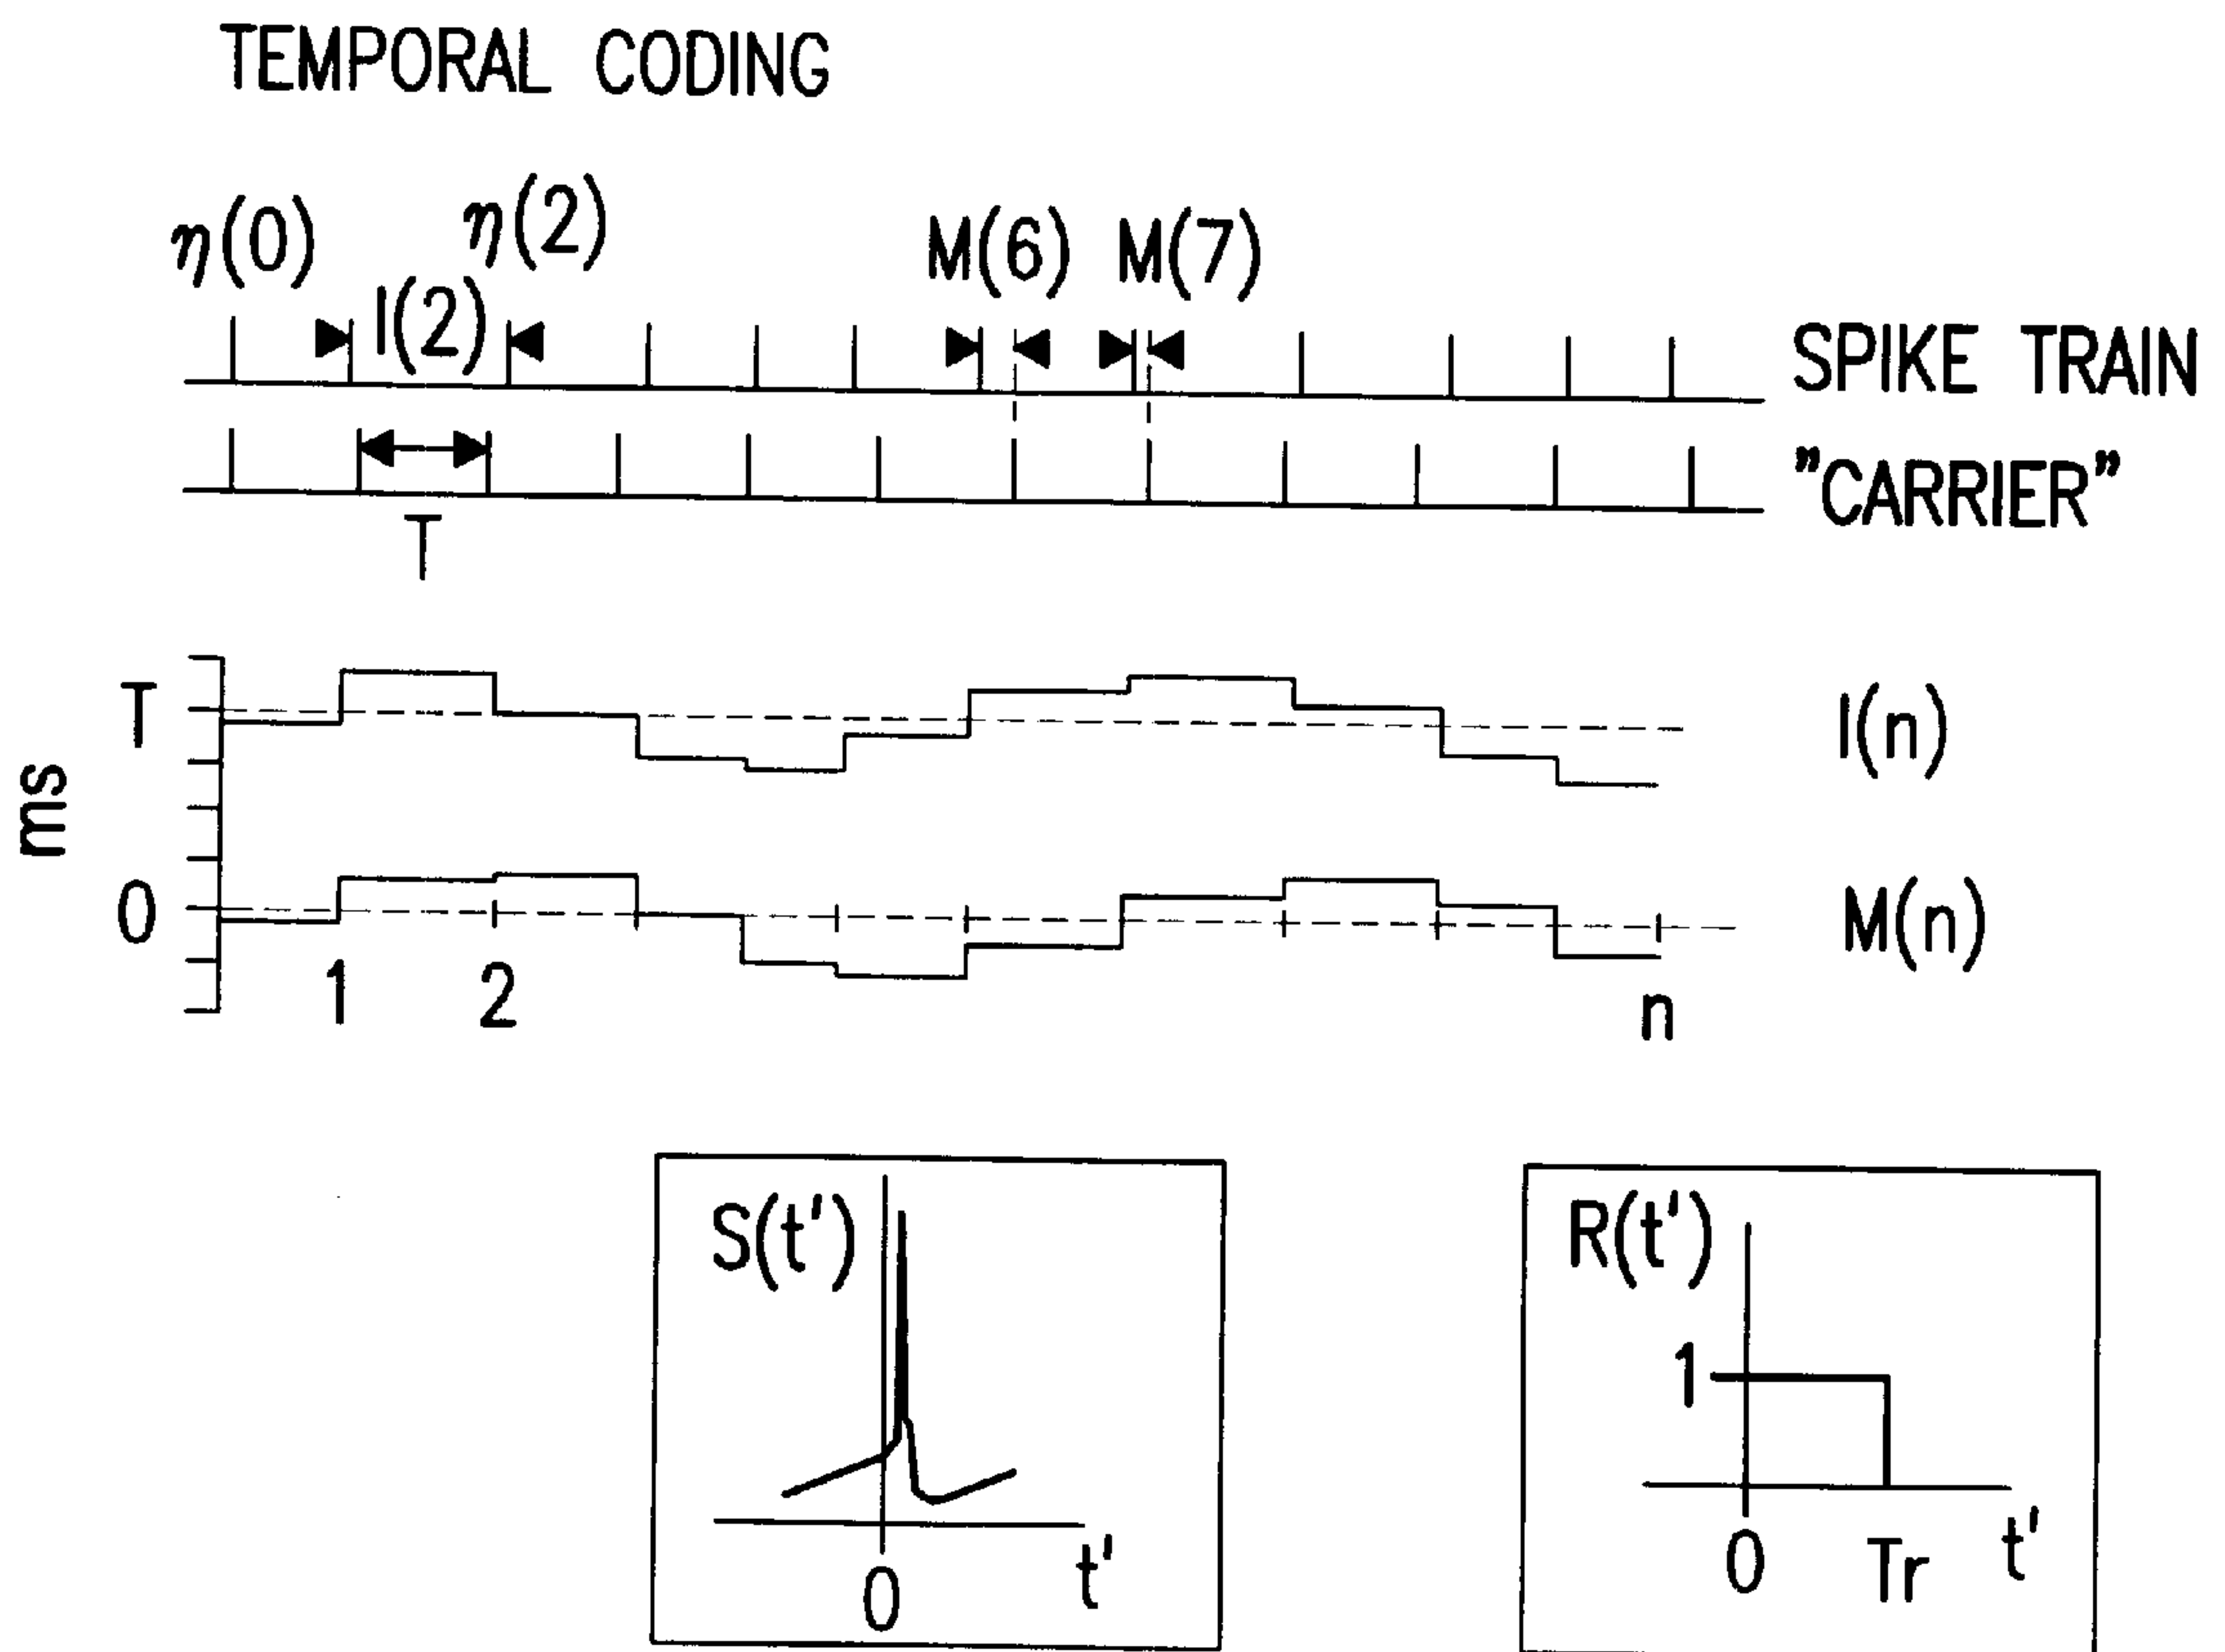 TEMPORAL CODING
η(0)
η(2)
M(6)
M(7)
I(2)
SPIKE TRAIN
"CARRIER"
T
T
I(n)
ms
0
M(n)
1
2
n
S(t')
0
t'
R(t')
1
0
Tr
t'